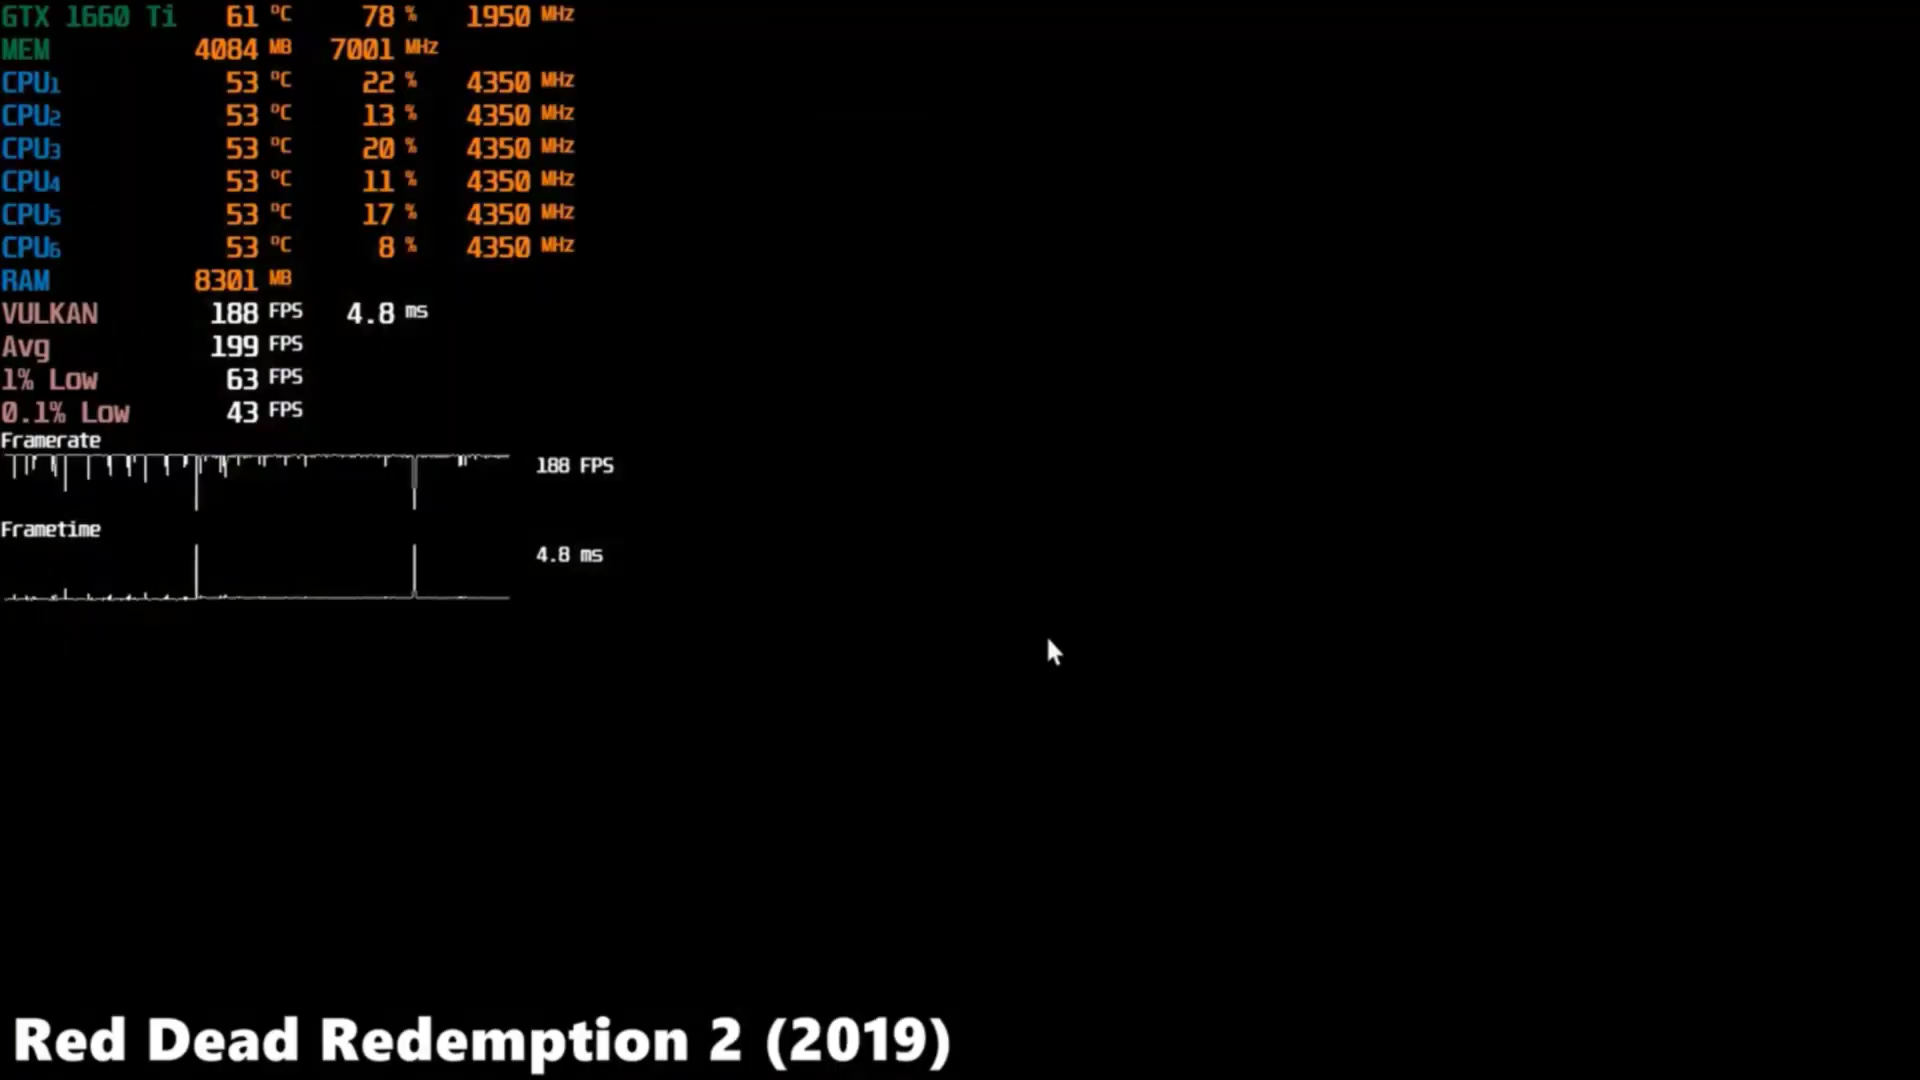 GTX 1660 Ti 61 °C 78 % 1950 MHz
MEM 4084 MB 7001 MHz
CPU1 53 °C 22 % 4350 MHz
CPU2 53 °C 13 % 4350 MHz
CPU3 53 °C 20 % 4350 MHz
CPU4 53 °C 11 % 4350 MHz
CPU5 53 °C 17 % 4350 MHz
CPU6 53 °C 8 % 4350 MHz
RAM 8301 MB
VULKAN 188 FPS 4.8 ms
Avg 199 FPS
1% Low 63 FPS
0.1% Low 43 FPS
Framerate
188 FPS
Frametime
4.8 ms
Red Dead Redemption 2 (2019)